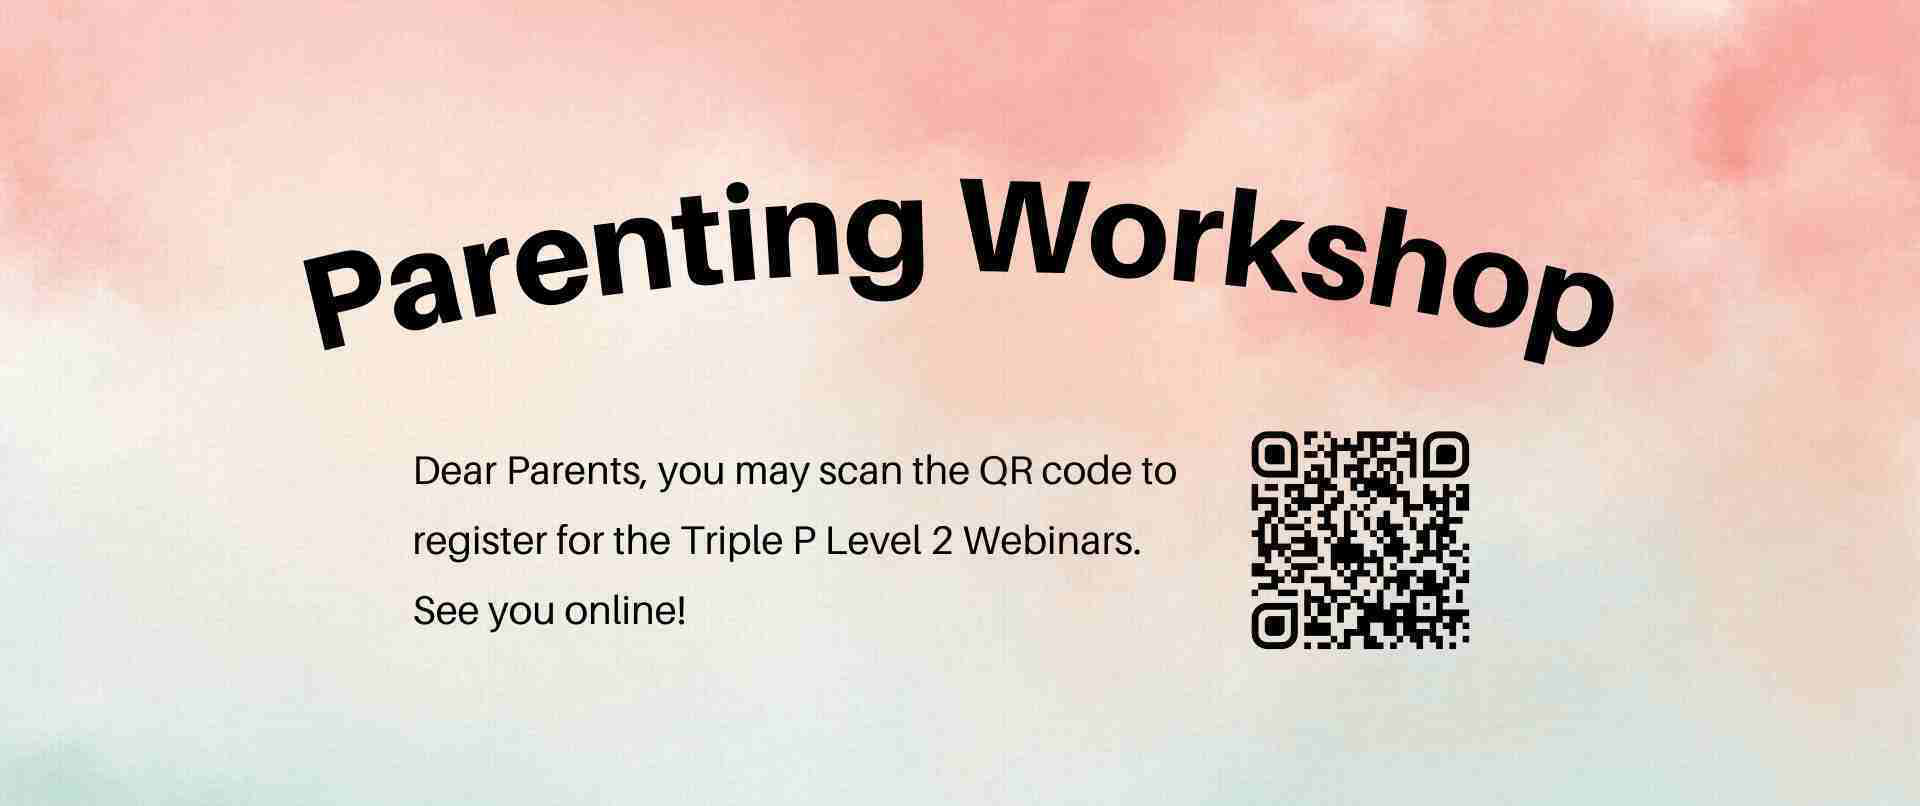 Parenting Workshop
Dear Parents, you may scan the QR code to
register for the Triple P Level 2 Webinars.
See you online!